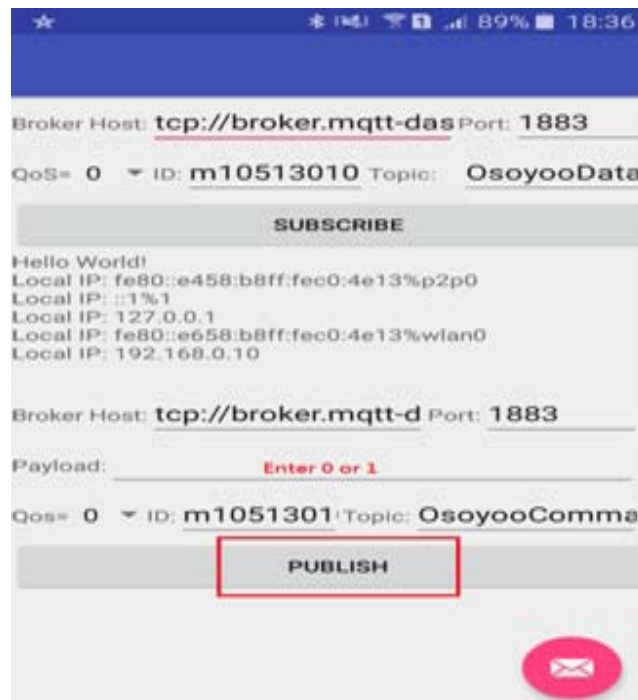 89% 18:36
Broker Host: tcp://broker.mqtt-das Port: 1883
QoS= 0 ID: m10513010 Topic: OsoyooData
SUBSCRIBE
Hello World!
Local IP: fe80::e458:b8ff:fec0:4e13%p2p0
Local IP: ::1%1
Local IP: 127.0.0.1
Local IP: fe80::e658:b8ff:fec0:4e13%wlan0
Local IP: 192.168.0.10
Broker Host: tcp://broker.mqtt-d Port: 1883
Payload: Enter 0 or 1
Qos= 0 ID: m1051301 Topic: OsoyooComma
PUBLISH